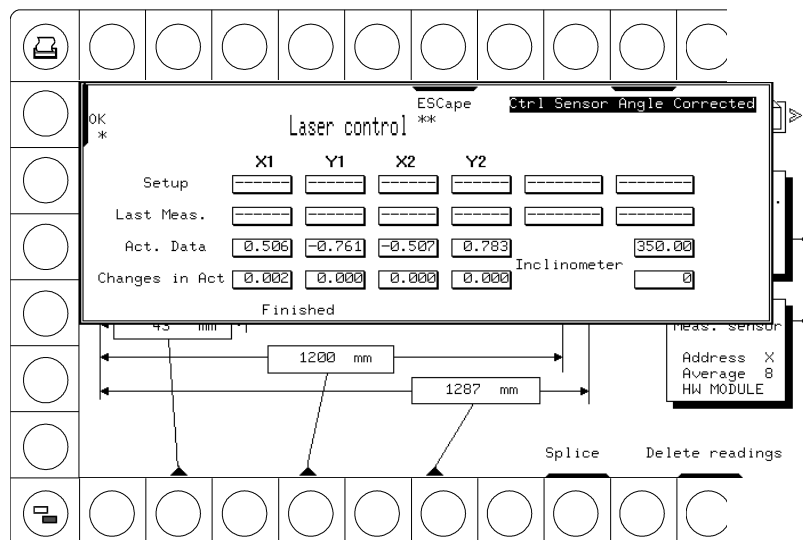 ESCape
Ctrl Sensor Angle Corrected
OK
*
Laser control
**
X1 Y1 X2 Y2
Setup ------- ------- ------- ------- -------- --------
Last Meas. ------- ------- ------- ------- -------- --------
Act. Data 0.506 -0.761 -0.507 0.783 350.00
Inclinometer
Changes in Act 0.002 0.000 0.000 0.000 0
Finished
43 mm
Meas. sensor
1200 mm
Address X
Average 8
1287 mm
HW MODULE
Splice
Delete readings